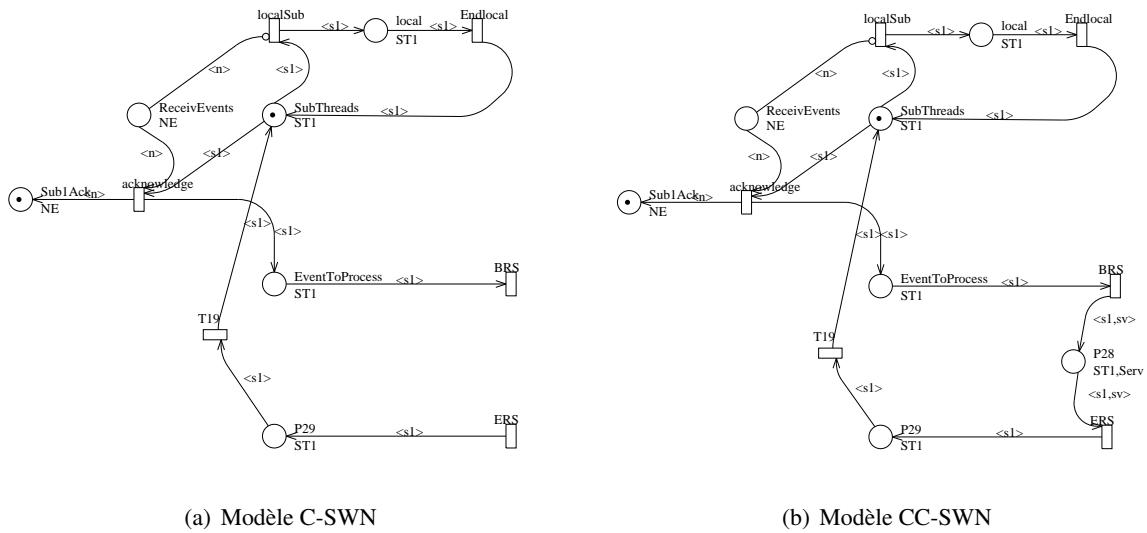 localSub
<s1>
local
ST1
<s1>
Endlocal
<n>
<s1>
ReceivEvents
NE
SubThreads
ST1
<s1>
<n>
<s1>
acknowledge
Sub1Ack
<n>
NE
<s1>
<s1>
EventToProcess
ST1
<s1>
BRS
T19
<s1>
P29
ST1
<s1>
ERS
(a) Modèle C-SWN
localSub
<s1>
local
ST1
<s1>
Endlocal
<n>
<s1>
ReceivEvents
NE
SubThreads
ST1
<s1>
<n>
<s1>
acknowledge
Sub1Ack
<n>
NE
<s1>
<s1>
EventToProcess
ST1
<s1>
BRS
<s1,sv>
T19
P28
ST1,Serv
<s1>
<s1,sv>
P29
ST1
<s1>
ERS
(b) Modèle CC-SWN